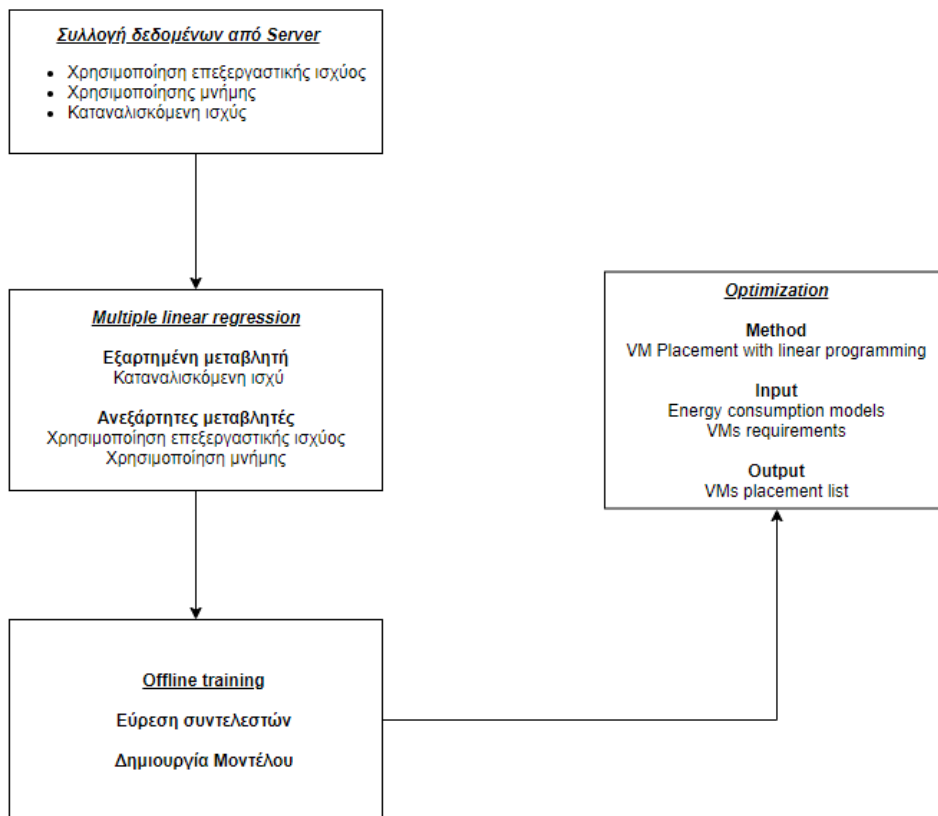 Συλλογή δεδομένων από Server
• Χρησιμοποίηση επεξεργαστικής ισχύος
• Χρησιμοποίησης μνήμης
• Καταναλισκόμενη ισχύς
Multiple linear regression
Εξαρτημένη μεταβλητή
Καταναλισκόμενη ισχύ
Ανεξάρτητες μεταβλητές
Χρησιμοποίηση επεξεργαστικής ισχύος
Χρησιμοποίηση μνήμης
Offline training
Εύρεση συντελεστών
Δημιουργία Μοντέλου
Optimization
Method
VM Placement with linear programming
Input
Energy consumption models
VMs requirements
Output
VMs placement list